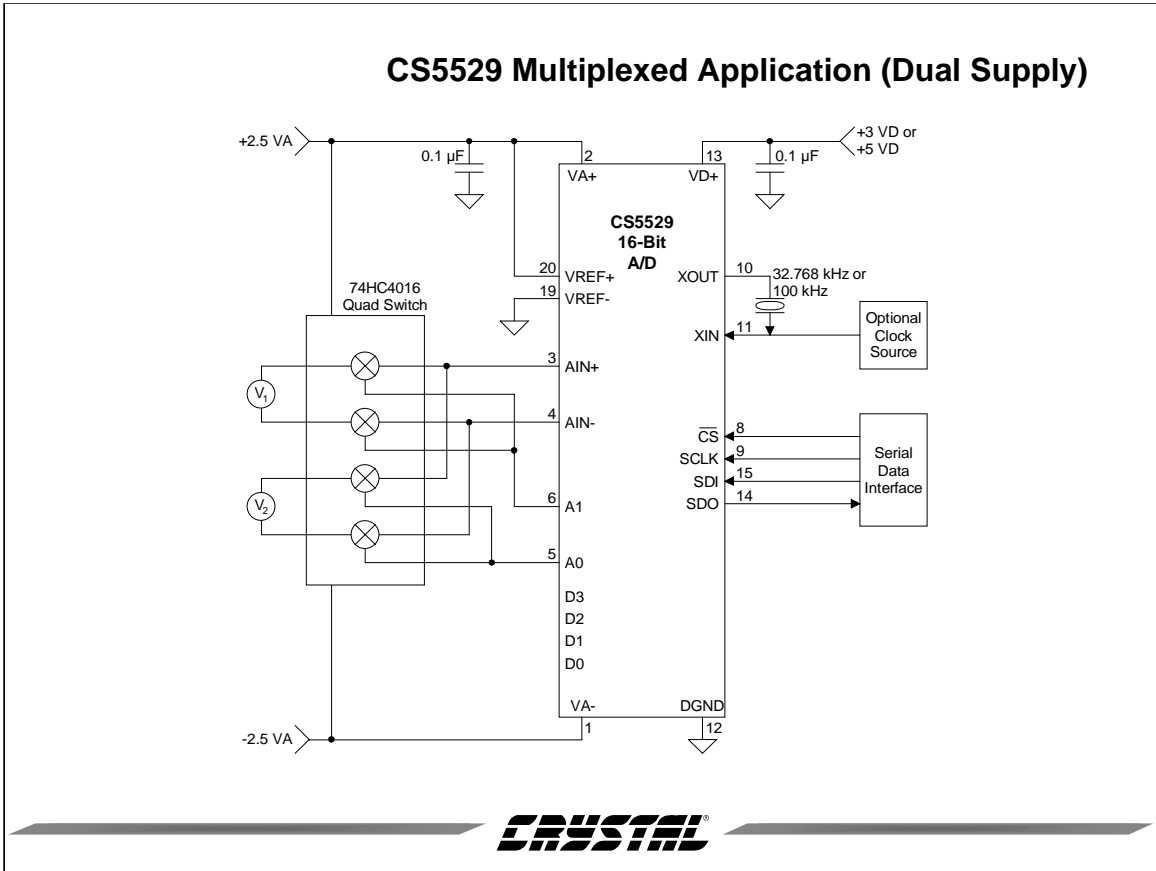 CS5529 Multiplexed Application (Dual Supply)
+2.5 VA
0.1 µF
2
VA+
13
VD+
0.1 µF
+3 VD or
+5 VD
CS5529
16-Bit
A/D
20
VREF+
19
VREF-
XOUT
10
32.768 kHz or
100 kHz
XIN
11
Optional
Clock
Source
74HC4016
Quad Switch
V1
V2
3
AIN+
4
AIN-
6
A1
5
A0
CS
8
SCLK
9
SDI
15
SDO
14
Serial
Data
Interface
D3
D2
D1
D0
VA-
1
DGND
12
-2.5 VA
CRYSTAL®